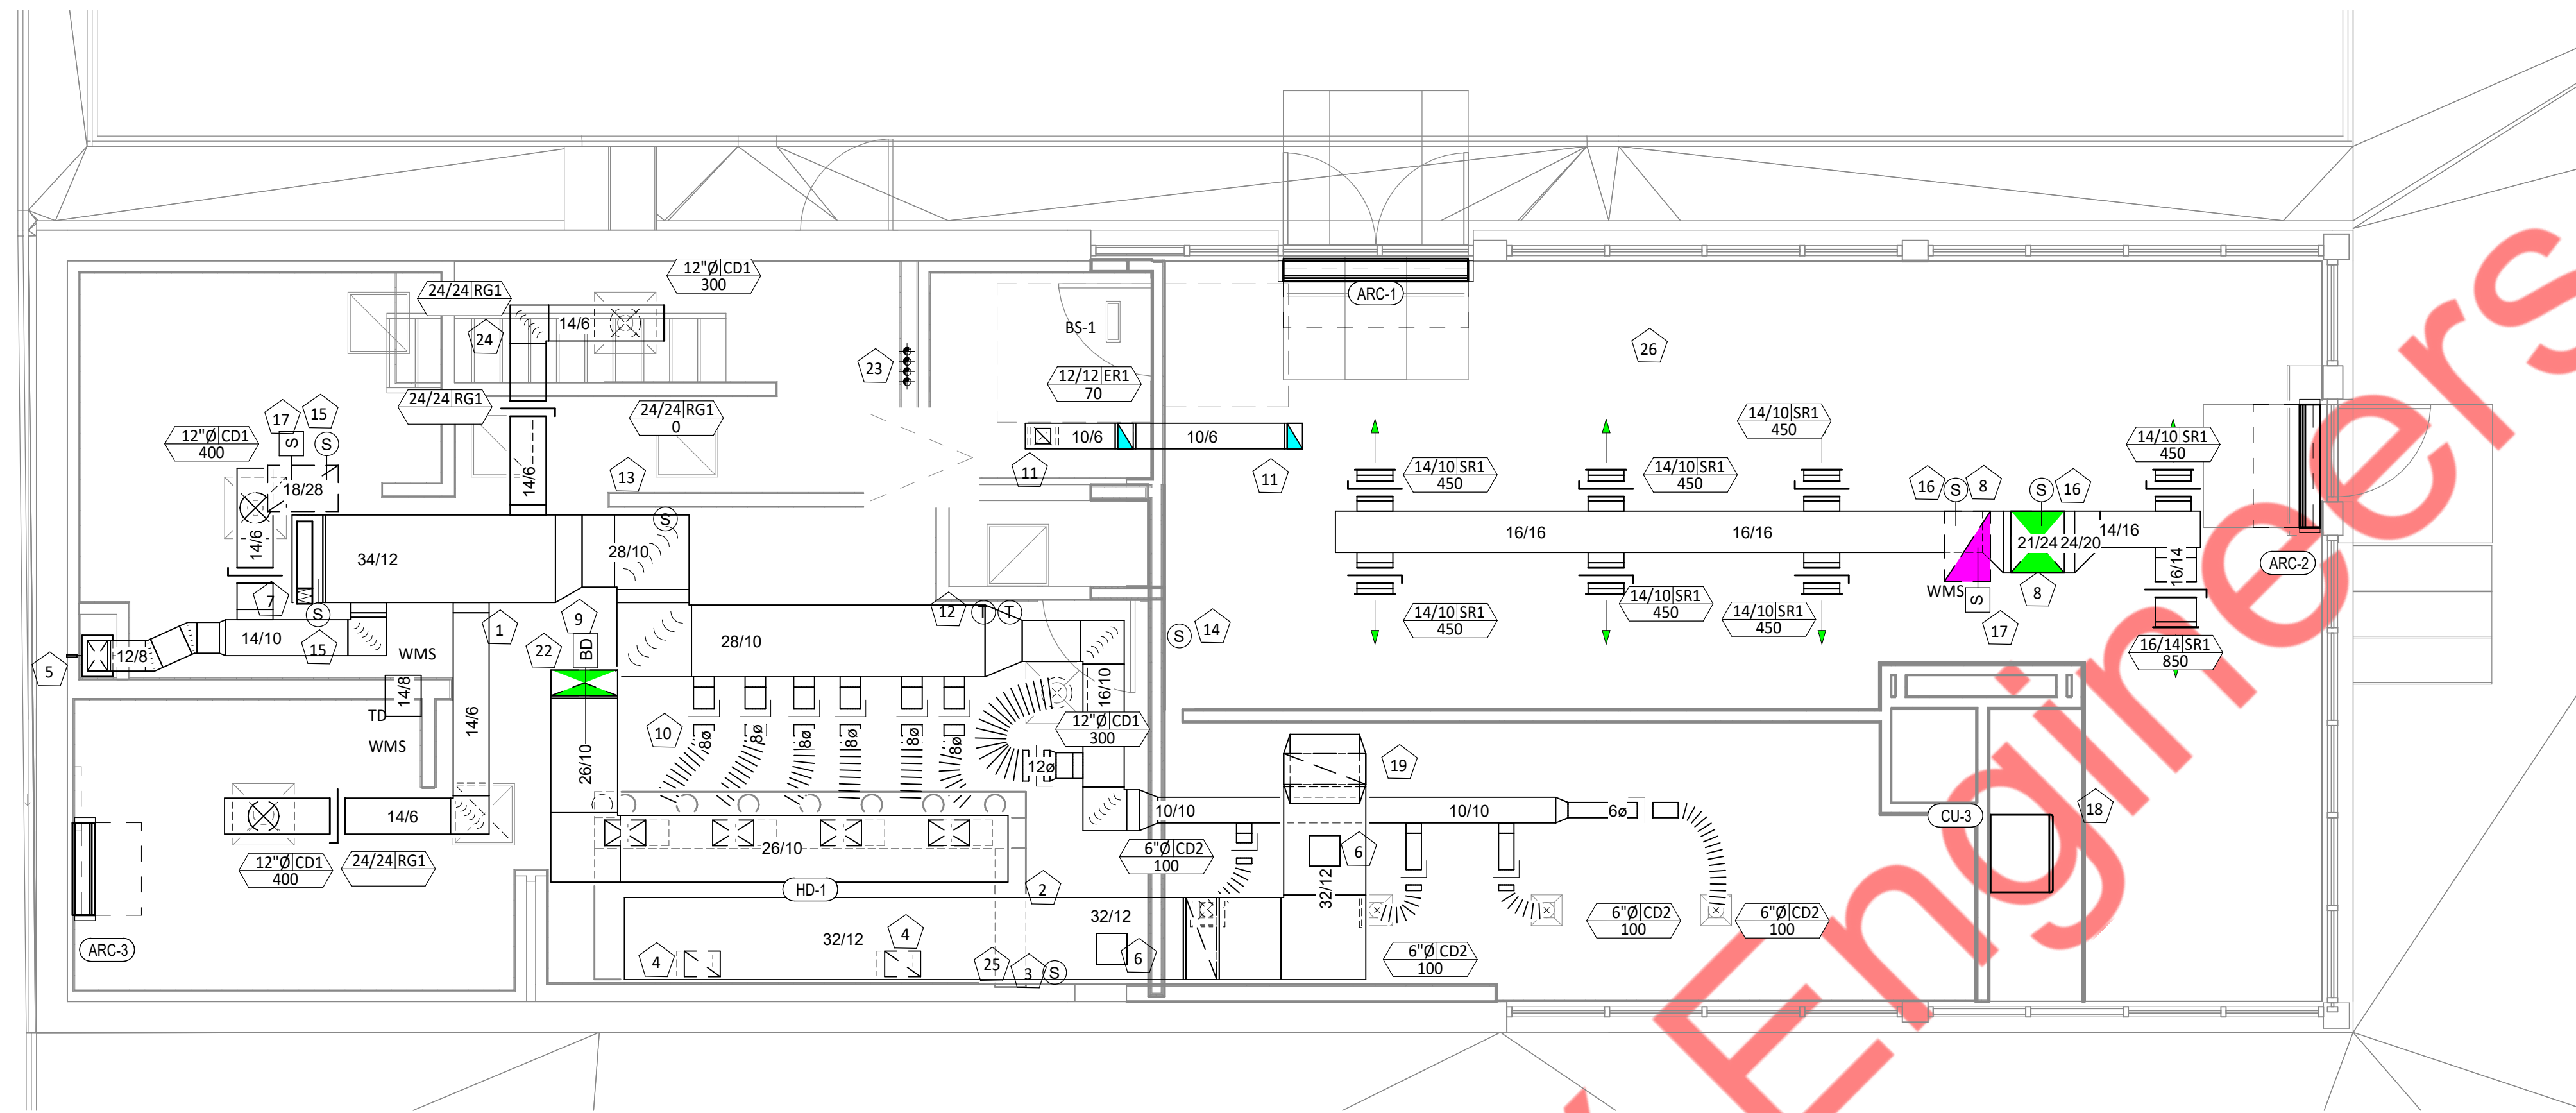 12"Ø CD1
300
24/24 RG1
14/6
24
ARC-1
BS-1
26
23
12/12 ER1
70
24/24 RG1
24/24 RG1
0
14/10 SR1
450
17
15
12"Ø CD1
400
S
S
10/6
10/6
14/10 SR1
450
18/28
14/6
13
11
11
14/10 SR1
450
14/10 SR1
450
16
S
8
S
16
14/6
34/12
28/10
S
16/16
16/16
21/24
24/20
14/16
16/14
ARC-2
7
S
15
1
9
12
T
T
S
14
14/10 SR1
450
14/10 SR1
450
14/10 SR1
450
WMS
S
8
17
5
12/8
14/10
WMS
22
BD
28/10
16/14 SR1
850
14/8
TD
WMS
14/6
26/10
10
8ø
8ø
8ø
8ø
8ø
8ø
16/10
12"Ø CD1
300
12ø
19
14/6
10/10
10/10
6ø
CU-3
18
12"Ø CD1
400
24/24 RG1
26/10
HD-1
2
6"Ø CD2
100
6
32/12
ARC-3
32/12
32/12
4
4
25
3
S
6
6"Ø CD2
100
6"Ø CD2
100
6"Ø CD2
100
Engineers